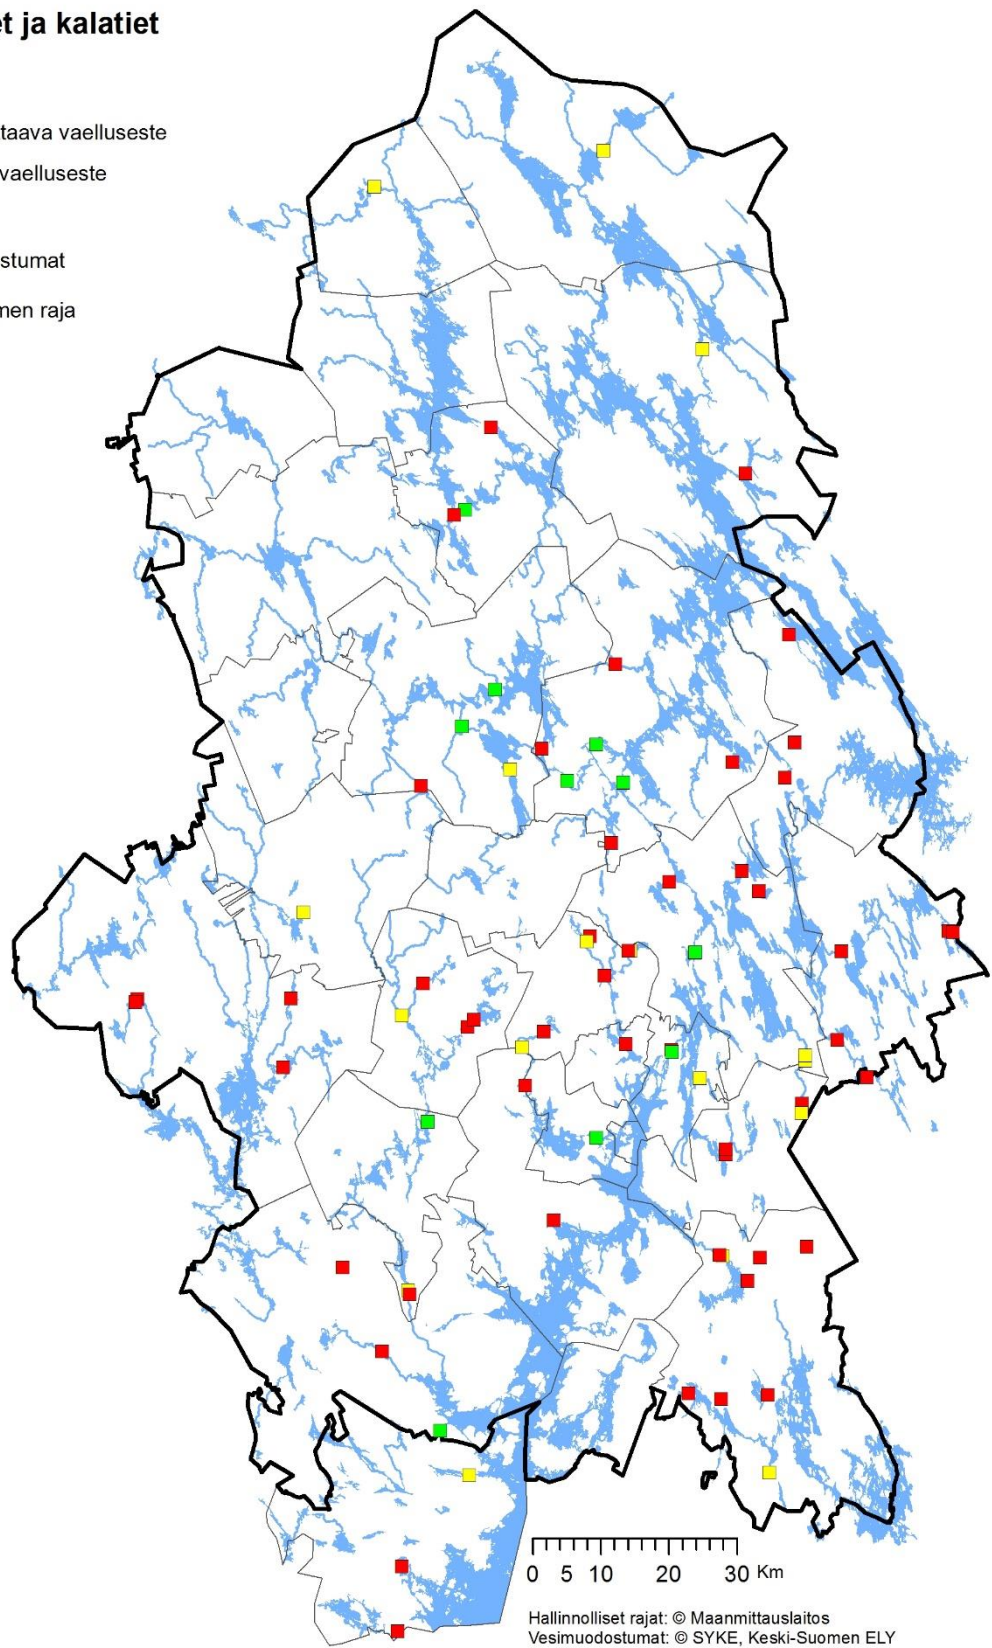 t ja kalatiet
taava vaelluseste
vaelluseste
stumat
nen raja
0 5 10 20 30 Km
Hallinnolliset rajat: © Maanmittauslaitos
Vesimuodostumat: © SYKE, Keski-Suomen ELY